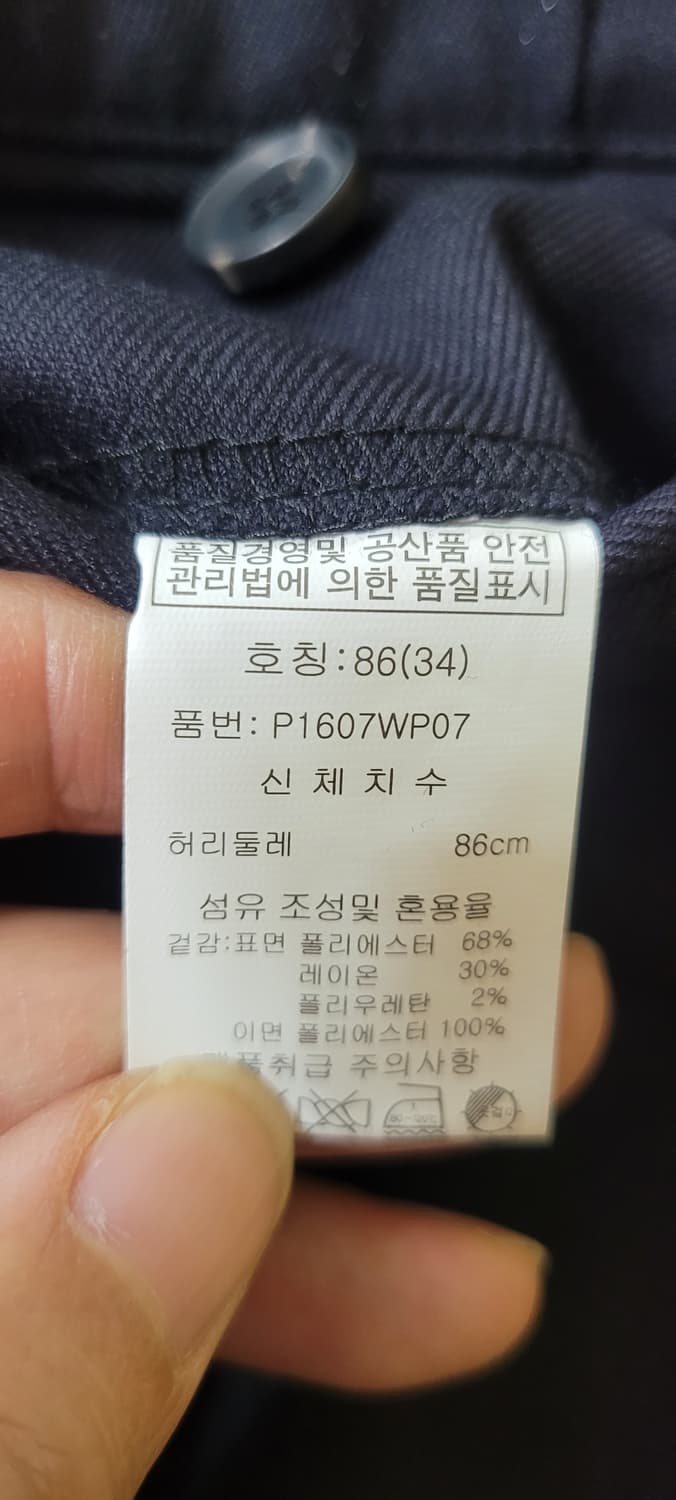 품질경영및 공산품 안전
관리법에 의한 품질표시
호칭:86(34)
품번: P1607WP07
신 체 치 수
허리둘레 86cm
섬유 조성및 혼용율
겉감:표면 폴리에스터 68%
레이온 30%
폴리우레탄 2%
이면 폴리에스터 100%
주의사항